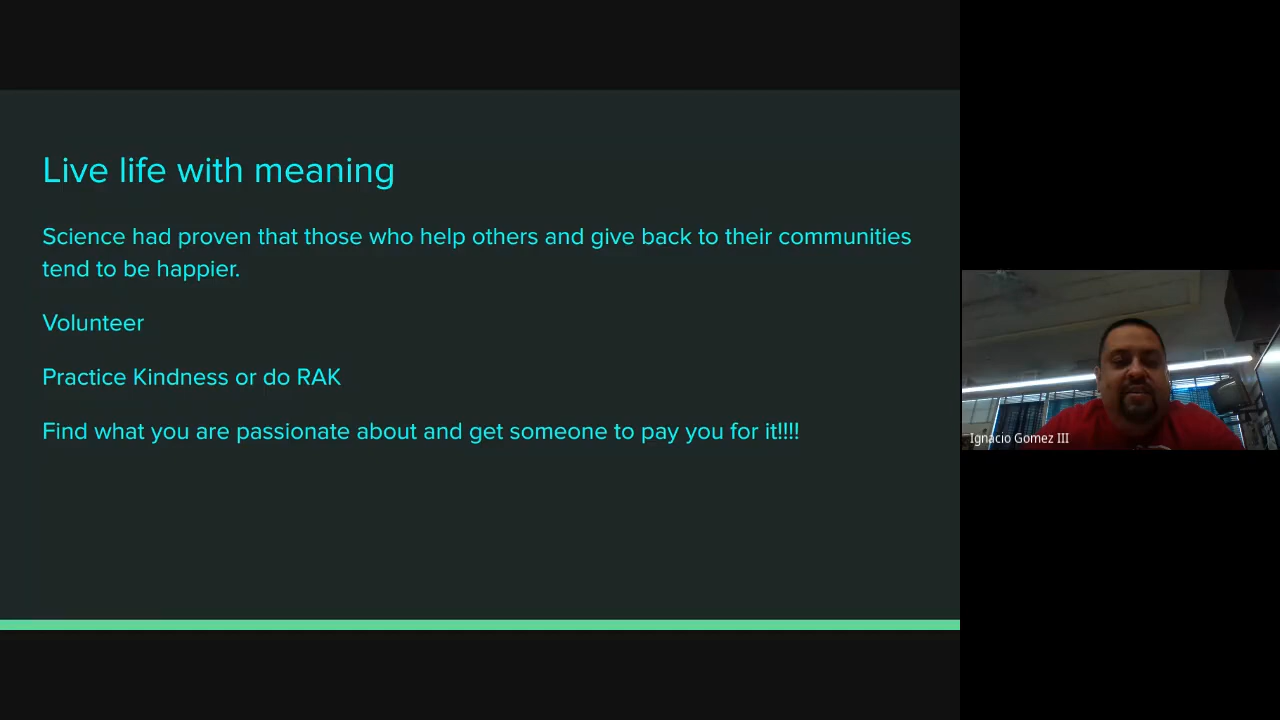 Live life with meaning
Science had proven that those who help others and give back to their communities
tend to be happier.
Volunteer
Practice Kindness or do RAK
Find what you are passionate about and get someone to pay you for it!!!!
Ignacio Gomez III